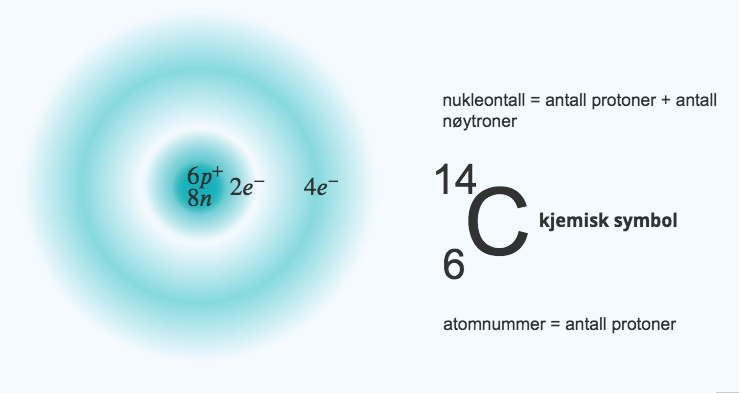 6p⁺
8n
2e⁻
4e⁻
nukleontall = antall protoner + antall
nøytroner
14
C
6
kjemisk symbol
atomnummer = antall protoner